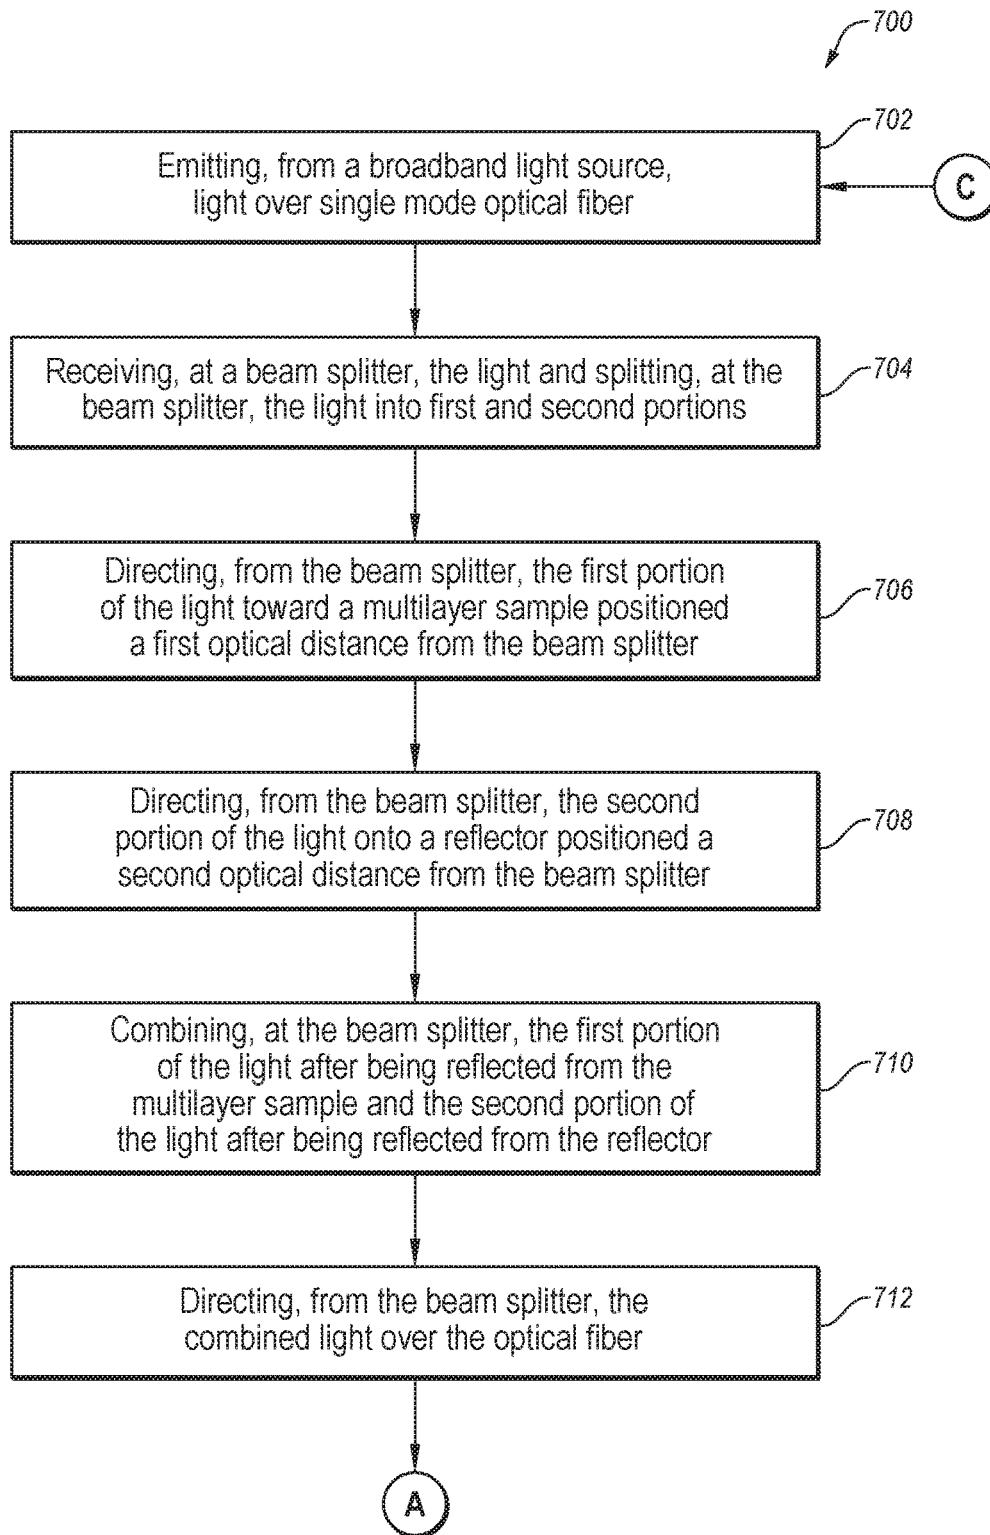 700
702
Emitting, from a broadband light source,
light over single mode optical fiber
C
Receiving, at a beam splitter, the light and splitting, at the
beam splitter, the light into first and second portions
704
Directing, from the beam splitter, the first portion
of the light toward a multilayer sample positioned
a first optical distance from the beam splitter
706
Directing, from the beam splitter, the second
portion of the light onto a reflector positioned a
second optical distance from the beam splitter
708
Combining, at the beam splitter, the first portion
of the light after being reflected from the
multilayer sample and the second portion of
the light after being reflected from the reflector
710
Directing, from the beam splitter, the
combined light over the optical fiber
712
A